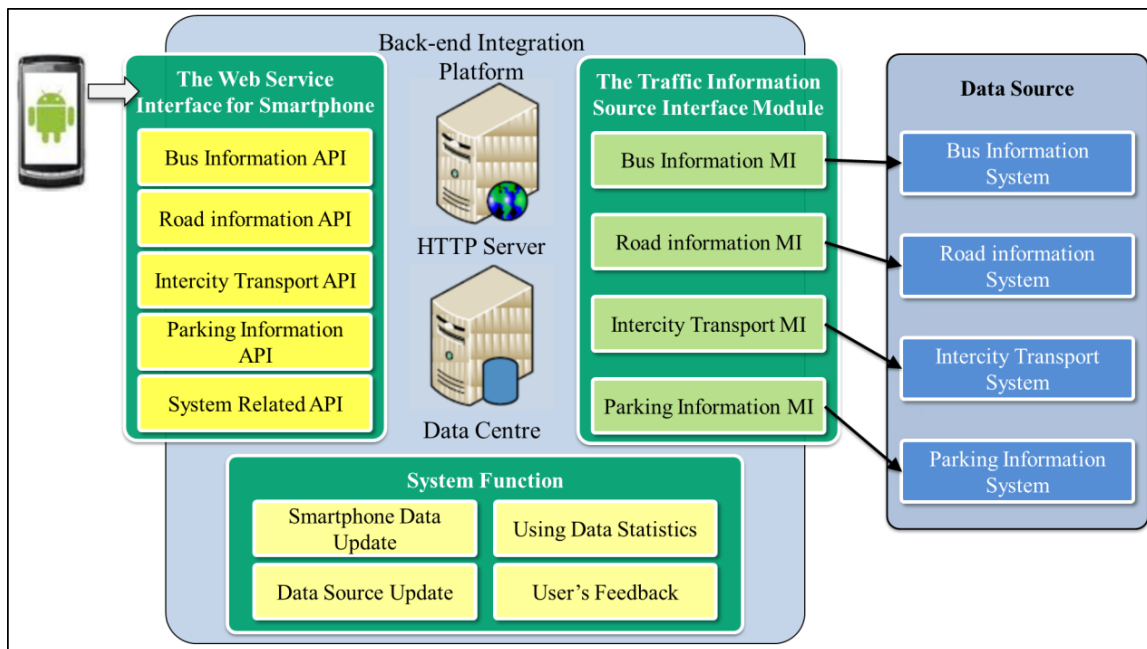 Back-end Integration
Platform
The Web Service
Interface for Smartphone
Bus Information API
Road information API
Intercity Transport API
Parking Information
API
System Related API
HTTP Server
Data Centre
The Traffic Information
Source Interface Module
Bus Information MI
Road information MI
Intercity Transport MI
Parking Information MI
Data Source
Bus Information
System
Road information
System
Intercity Transport
System
Parking Information
System
System Function
Smartphone Data
Update
Using Data Statistics
Data Source Update
User’s Feedback